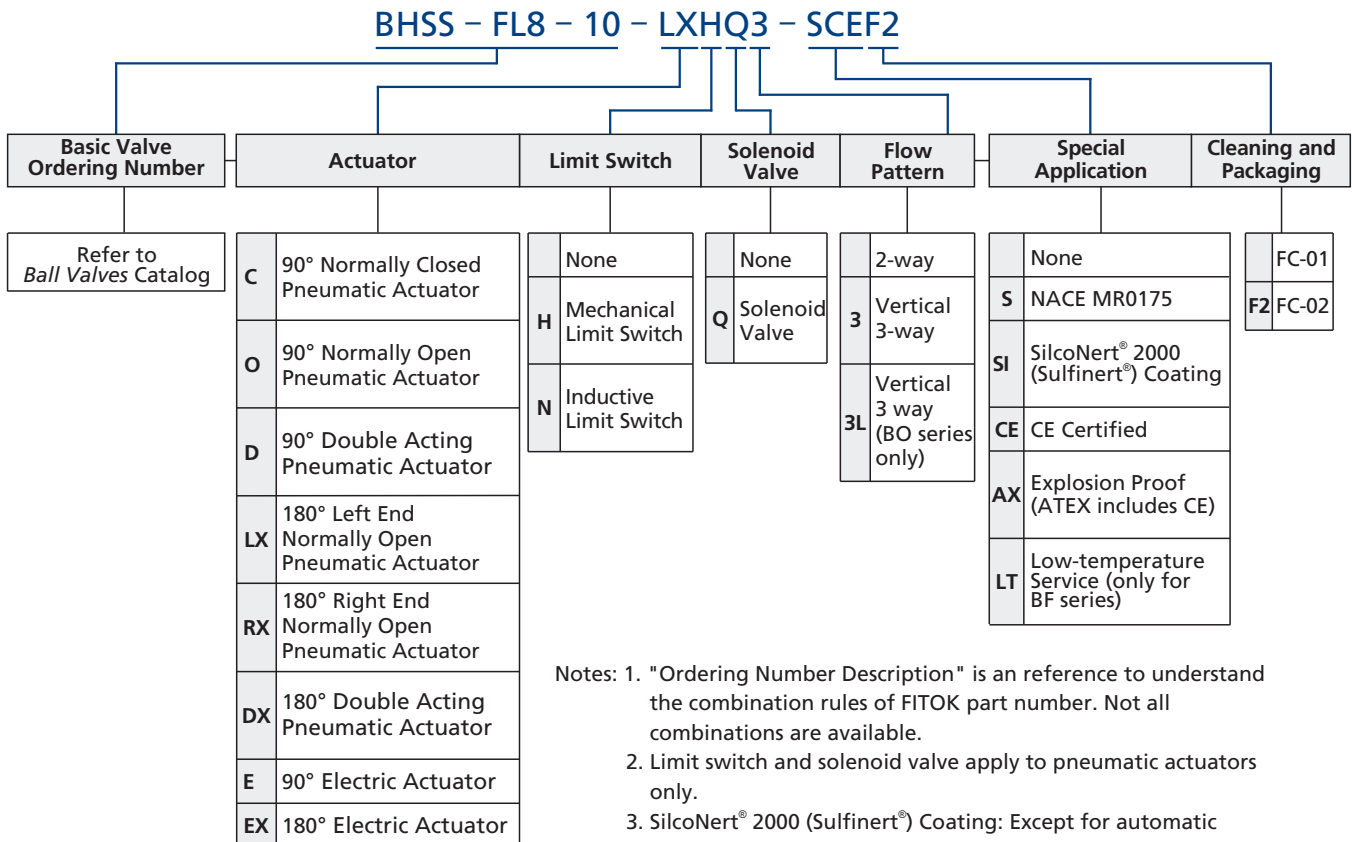 BHSS – FL8 – 10 – LXHQ3 – SCEF2
Basic Valve
Ordering Number
Actuator
Limit Switch
Solenoid
Valve
Flow
Pattern
Special
Application
Cleaning and
Packaging
Refer to
Ball Valves Catalog
C
90° Normally Closed
Pneumatic Actuator
O
90° Normally Open
Pneumatic Actuator
D
90° Double Acting
Pneumatic Actuator
LX
180° Left End
Normally Open
Pneumatic Actuator
RX
180° Right End
Normally Open
Pneumatic Actuator
DX
180° Double Acting
Pneumatic Actuator
E
90° Electric Actuator
EX
180° Electric Actuator
None
H
Mechanical
Limit Switch
N
Inductive
Limit Switch
None
Q
Solenoid
Valve
2-way
3
Vertical
3-way
3L
Vertical
3 way
(BO series
only)
None
S
NACE MR0175
SI
SilcoNert® 2000
(Sulfinert®) Coating
CE
CE Certified
AX
Explosion Proof
(ATEX includes CE)
LT
Low-temperature
Service (only for
BF series)
FC-01
F2
FC-02
Notes: 1. "Ordering Number Description" is an reference to understand
the combination rules of FITOK part number. Not all
combinations are available.
2. Limit switch and solenoid valve apply to pneumatic actuators
only.
3. SilcoNert® 2000 (Sulfinert®) Coating: Except for automatic